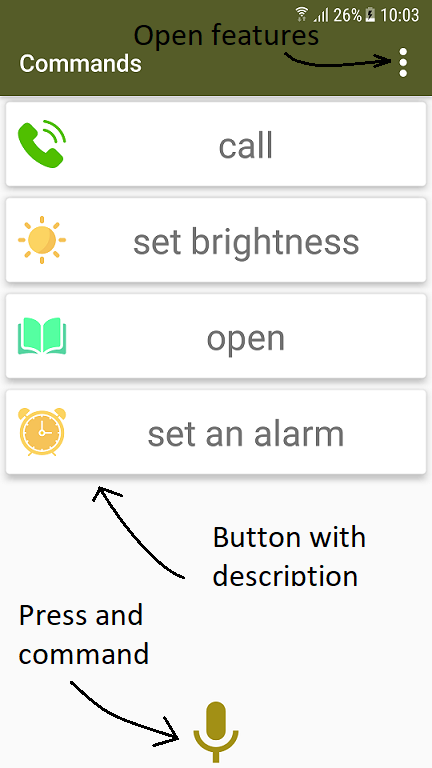 26% 10:03
Open features
Commands
call
set brightness
open
set an alarm
Button with
description
Press and
command